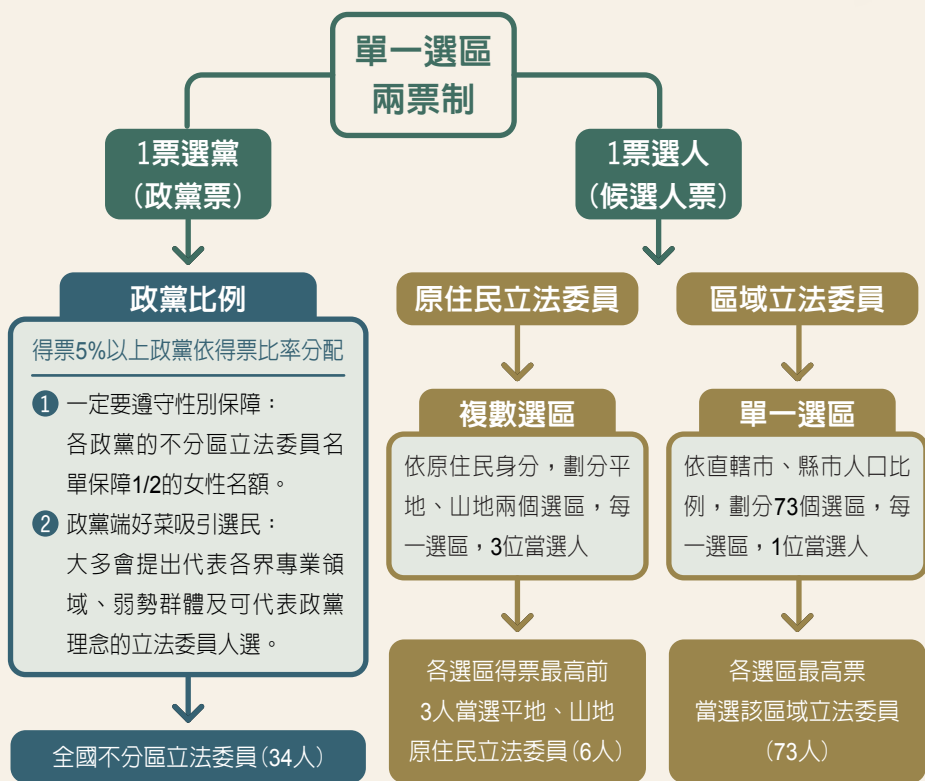 單一選區
兩票制
1票選黨
(政黨票)
1票選人
(候選人票)
政黨比例
得票5%以上政黨依得票比率分配
1 一定要遵守性別保障：
各政黨的不分區立法委員名
單保障1/2的女性名額。
2 政黨端好菜吸引選民：
大多會提出代表各界專業領
域、弱勢群體及可代表政黨
理念的立法委員人選。
全國不分區立法委員(34人)
原住民立法委員
複數選區
依原住民身分，劃分平
地、山地兩個選區，每
一選區，3位當選人
各選區得票最高前
3人當選平地、山地
原住民立法委員(6人)
區域立法委員
單一選區
依直轄市、縣市人口比
例，劃分73個選區，每
一選區，1位當選人
各選區最高票
當選該區域立法委員
(73人)